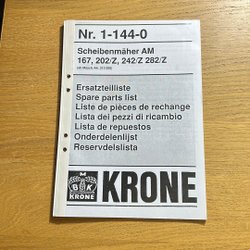 Nr. 1-144-0
Scheibenmäher AM
167, 202/Z, 242/Z 282/Z
Ersatzteilliste
Spare parts list
Liste de pièces de rechange
Lista dei pezzi di ricambio
Lista de repuestos
Onderdelenlijst
Reservdelslista
B K
KRONE
KRONE